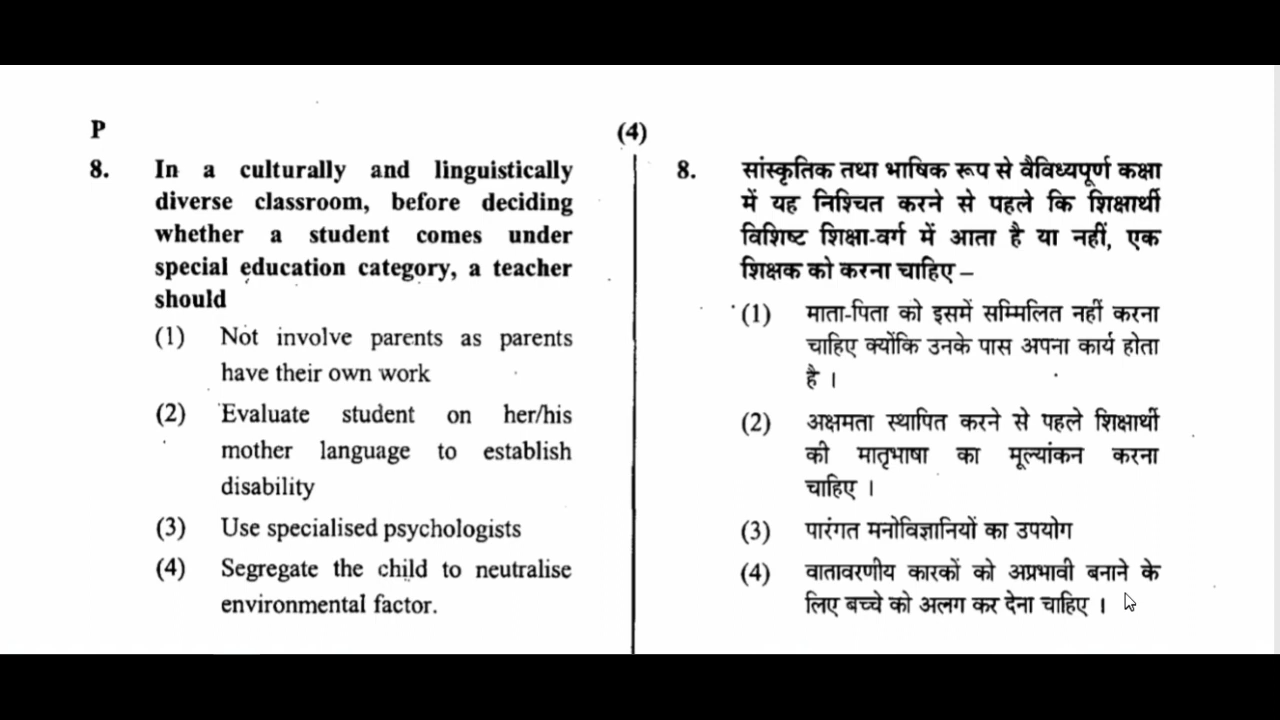 P
(4)
8. In a culturally and linguistically
diverse classroom, before deciding
whether a student comes under
special education category, a teacher
should
(1) Not involve parents as parents
have their own work
(2) Evaluate student on her/his
mother language to establish
disability
(3) Use specialised psychologists
(4) Segregate the child to neutralise
environmental factor.
8. सांस्कृतिक तथा भाषिक रूप से वैविध्यपूर्ण कक्षा
में यह निश्चित करने से पहले कि शिक्षार्थी
विशिष्ट शिक्षा-वर्ग में आता है या नहीं, एक
शिक्षक को करना चाहिए –
(1) माता-पिता को इसमें सम्मिलित नहीं करना
चाहिए क्योंकि उनके पास अपना कार्य होता
है ।
(2) अक्षमता स्थापित करने से पहले शिक्षार्थी
की मातृभाषा का मूल्यांकन करना
चाहिए ।
(3) पारंगत मनोविज्ञानियों का उपयोग
(4) वातावरणीय कारकों को अप्रभावी बनाने के
लिए बच्चे को अलग कर देना चाहिए ।